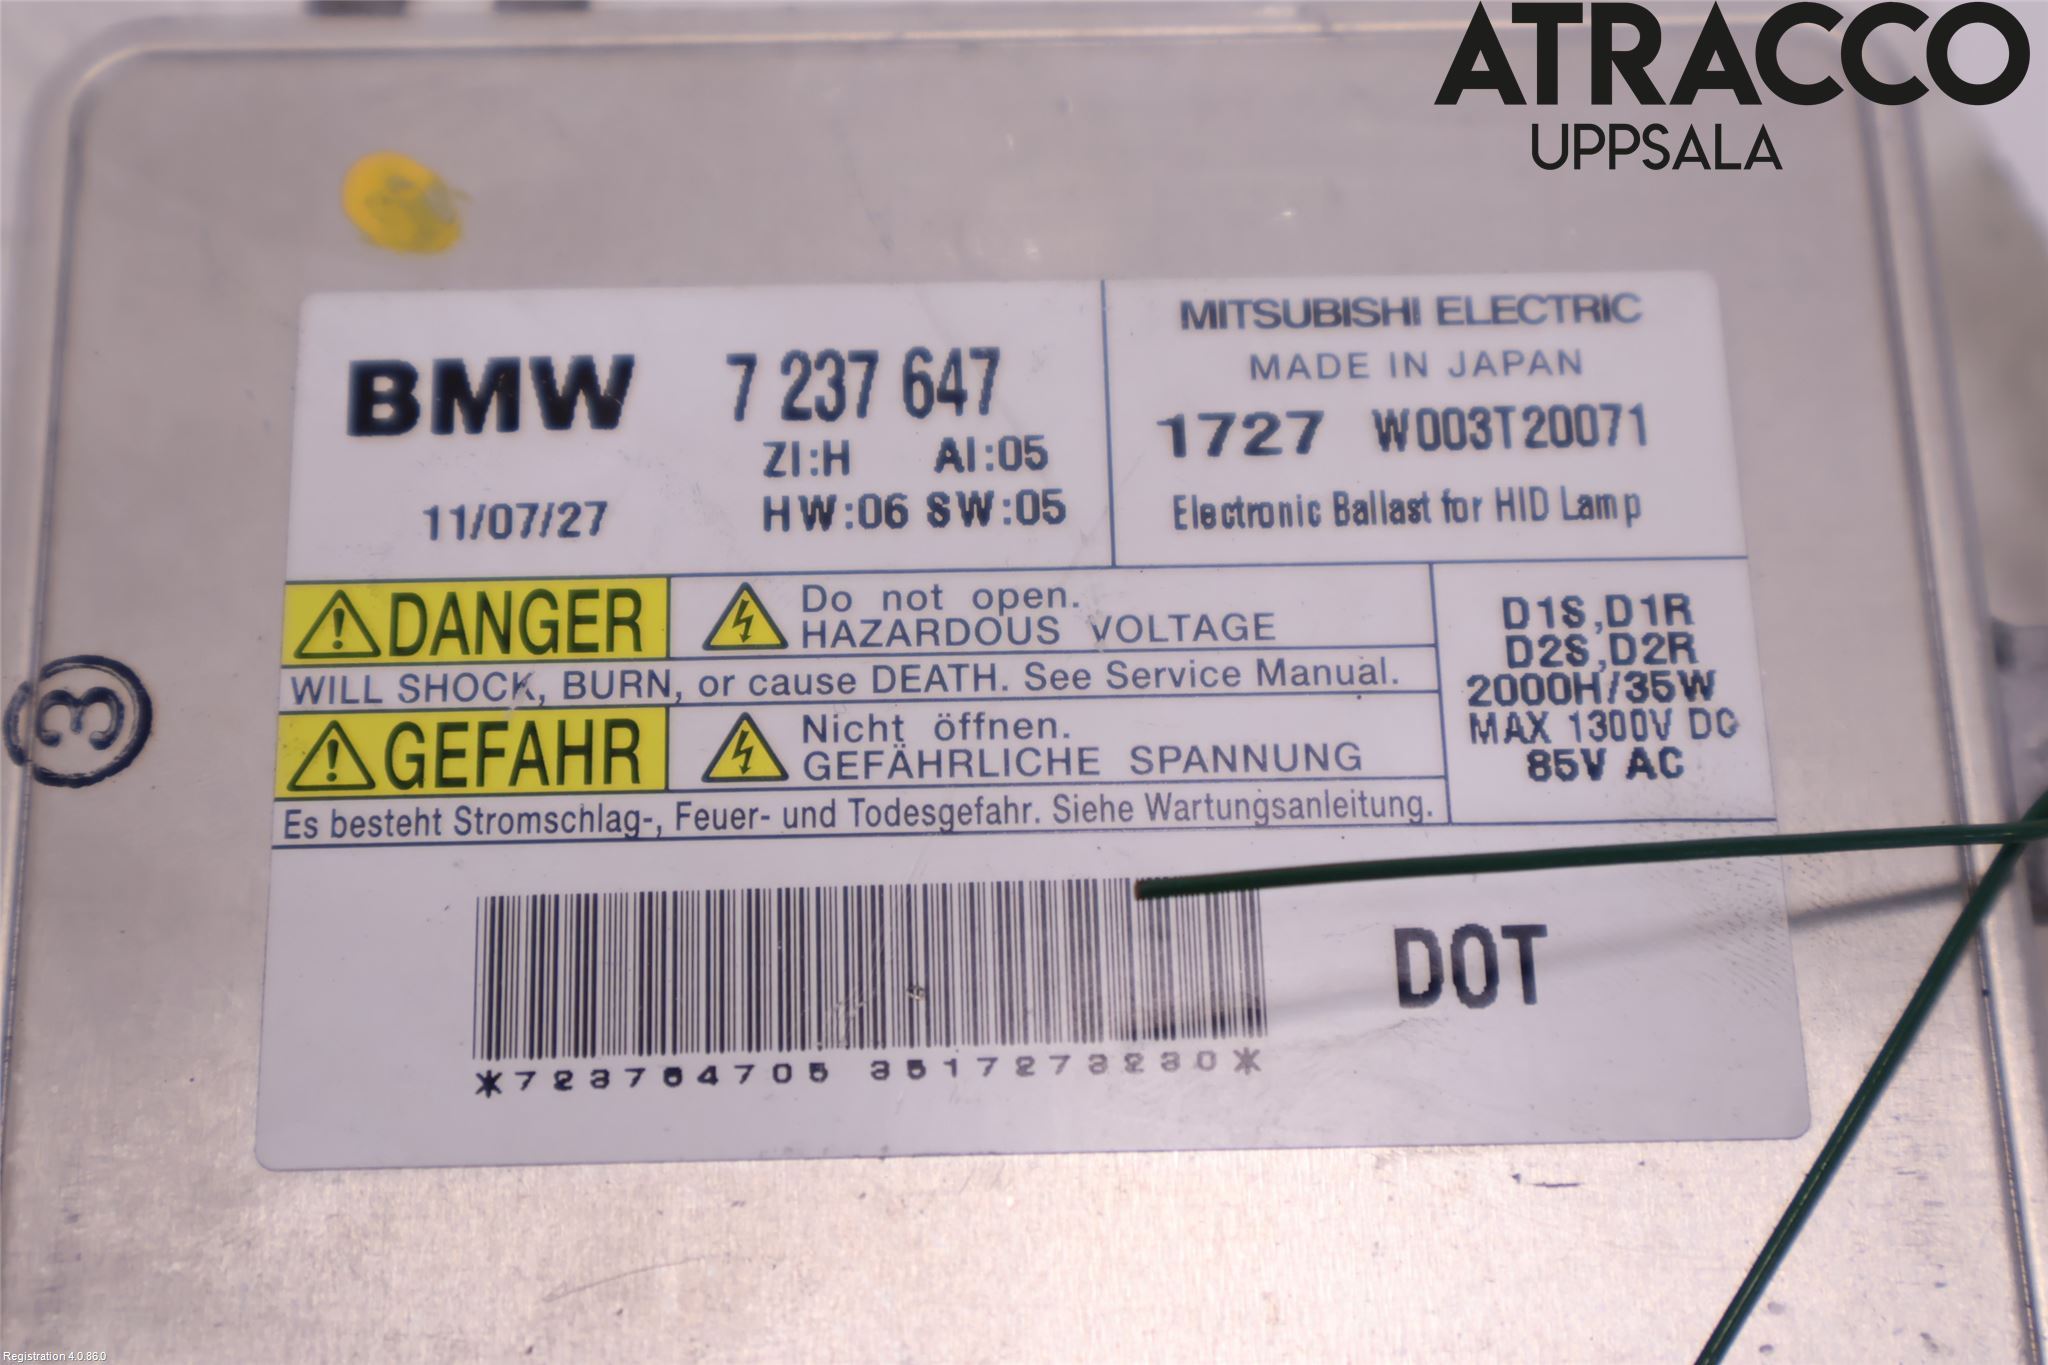 ATRACCO
UPPSALA
BMW 7 237 647
ZI:H AI:05
11/07/27 HW:06 SW:05
MITSUBISHI ELECTRIC
MADE IN JAPAN
1727 W003T20071
Electronic Ballast for HID Lamp
DANGER Do not open.
HAZARDOUS VOLTAGE
WILL SHOCK, BURN, or cause DEATH. See Service Manual.
GEFAHR Nicht öffnen.
GEFÄHRLICHE SPANNUNG
Es besteht Stromschlag-, Feuer- und Todesgefahr. Siehe Wartungsanleitung.
D1S,D1R
D2S,D2R
2000H/35W
MAX 1300V DC
85V AC
3
DOT
*723764705 3517273230*
Registration 4.0.86.0